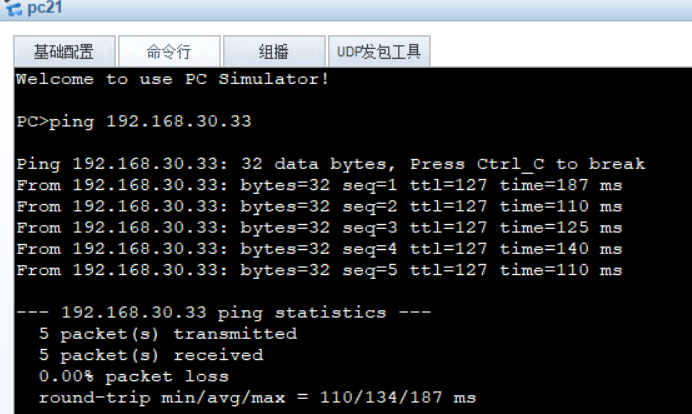 pc21
基础配置 命令行 组播 UDP发包工具
Welcome to use PC Simulator!
PC>ping 192.168.30.33
Ping 192.168.30.33: 32 data bytes, Press Ctrl_C to break
From 192.168.30.33: bytes=32 seq=1 ttl=127 time=187 ms
From 192.168.30.33: bytes=32 seq=2 ttl=127 time=110 ms
From 192.168.30.33: bytes=32 seq=3 ttl=127 time=125 ms
From 192.168.30.33: bytes=32 seq=4 ttl=127 time=140 ms
From 192.168.30.33: bytes=32 seq=5 ttl=127 time=110 ms
--- 192.168.30.33 ping statistics ---
5 packet(s) transmitted
5 packet(s) received
0.00% packet loss
round-trip min/avg/max = 110/134/187 ms